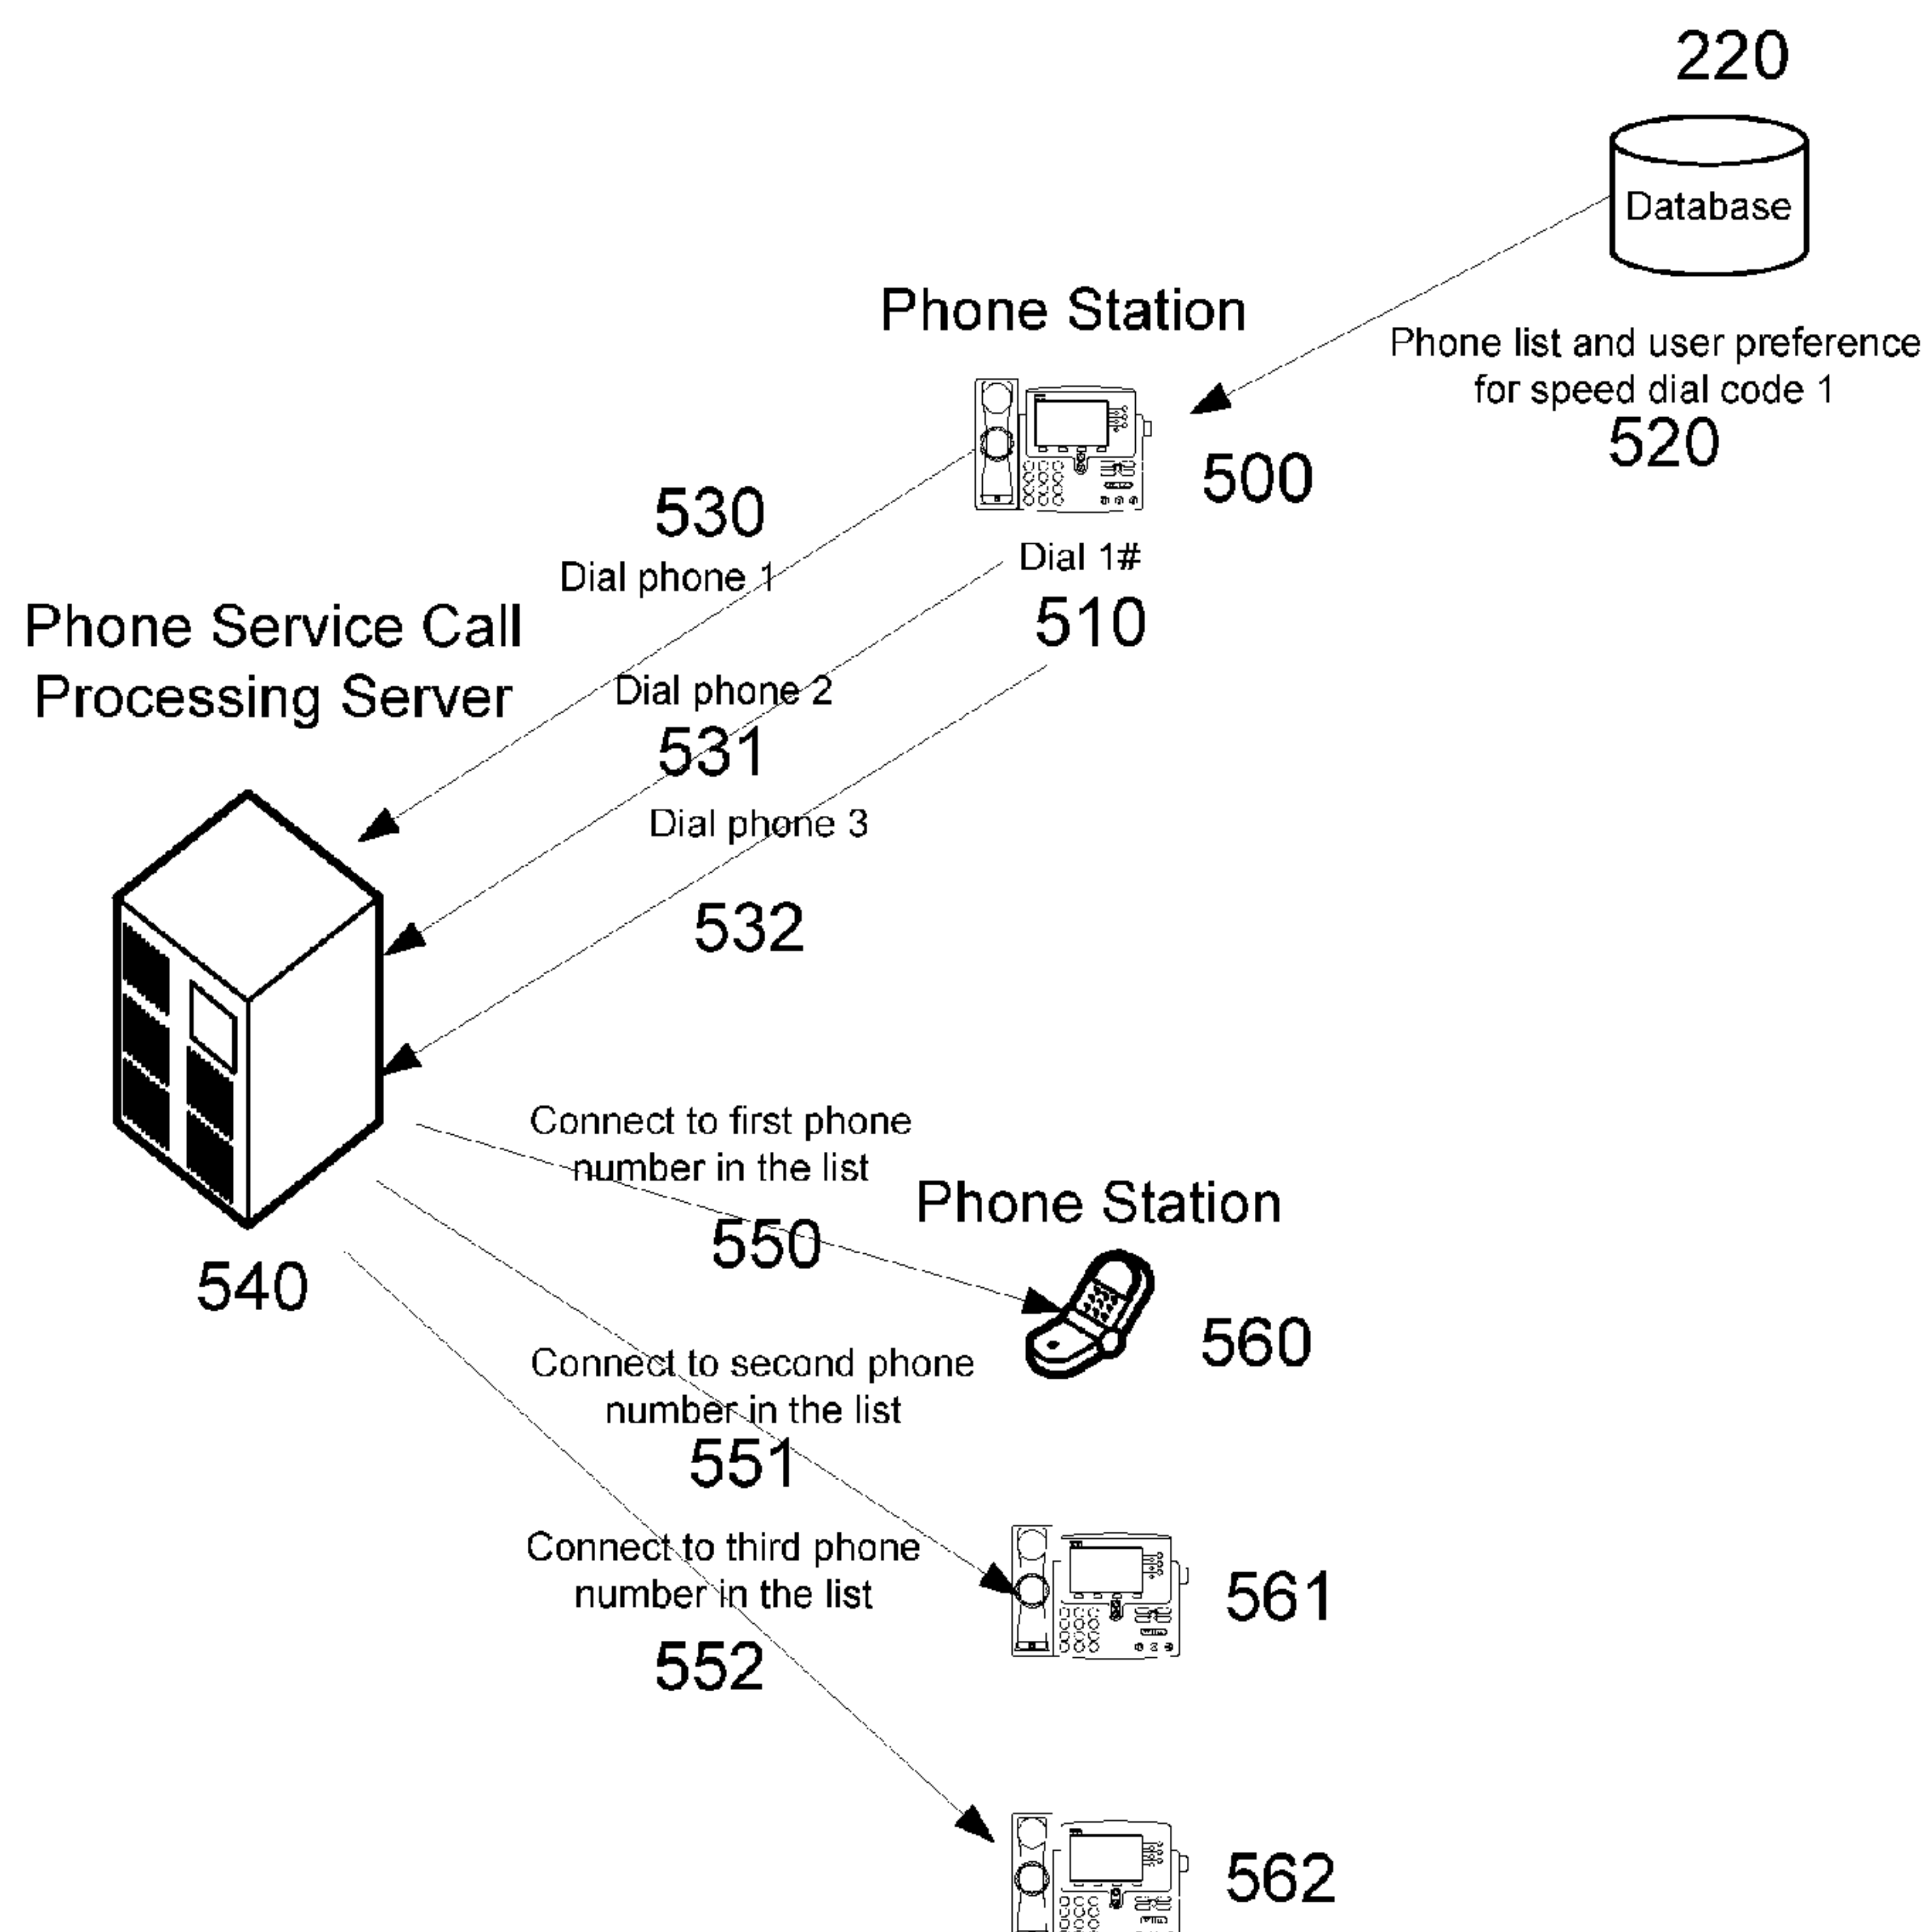 220
Database
Phone Station
Phone list and user preference
for speed dial code 1
520
500
530
Dial phone 1
Dial 1#
510
Phone Service Call
Processing Server
Dial phone 2
531
Dial phone 3
532
Connect to first phone
number in the list
550
Phone Station
540
560
Connect to second phone
number in the list
551
Connect to third phone
number in the list
552
561
562